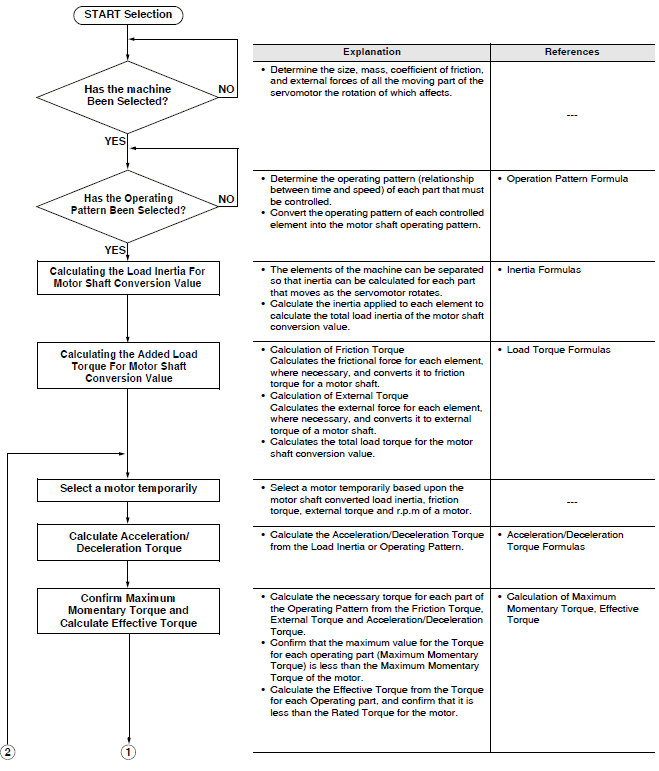 START Selection
Explanation
References
Has the machine
Been Selected?
NO
YES
• Determine the size, mass, coefficient of friction,
and external forces of all the moving part of the
servomotor the rotation of which affects.
---
Has the Operating
Pattern Been Selected?
NO
YES
• Determine the operating pattern (relationship
between time and speed) of each part that must
be controlled.
• Convert the operating pattern of each controlled
element into the motor shaft operating pattern.
• Operation Pattern Formula
Calculating the Load Inertia For
Motor Shaft Conversion Value
• The elements of the machine can be separated
so that inertia can be calculated for each part
that moves as the servomotor rotates.
• Calculate the inertia applied to each element to
calculate the total load inertia of the motor shaft
conversion value.
• Inertia Formulas
Calculating the Added Load
Torque For Motor Shaft
Conversion Value
• Calculation of Friction Torque
Calculates the frictional force for each element,
where necessary, and converts it to friction
torque for a motor shaft.
• Calculation of External Torque
Calculates the external force for each element,
where necessary, and converts it to external
torque of a motor shaft.
• Calculates the total load torque for the motor
shaft conversion value.
• Load Torque Formulas
Select a motor temporarily
• Select a motor temporarily based upon the
motor shaft converted load inertia, friction
torque, external torque and r.p.m of a motor.
---
Calculate Acceleration/
Deceleration Torque
• Calculate the Acceleration/Deceleration Torque
from the Load Inertia or Operating Pattern.
• Acceleration/Deceleration
Torque Formulas
Confirm Maximum
Momentary Torque and
Calculate Effective Torque
• Calculate the necessary torque for each part of
the Operating Pattern from the Friction Torque,
External Torque and Acceleration/Deceleration
Torque.
• Confirm that the maximum value for the Torque
for each operating part (Maximum Momentary
Torque) is less than the Maximum Momentary
Torque of the motor.
• Calculate the Effective Torque from the Torque
for each Operating part, and confirm that it is
less than the Rated Torque for the motor.
• Calculation of Maximum
Momentary Torque, Effective
Torque
2
1